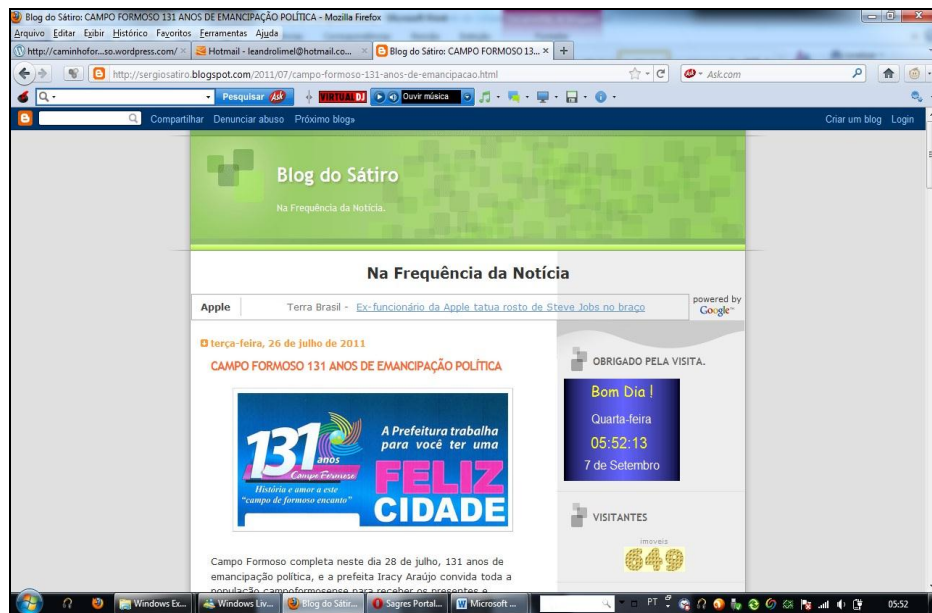 Blog do Sátiro: CAMPO FORMOSO 131 ANOS DE EMANCIPAÇÃO POLÍTICA - Mozilla Firefox
Arquivo Editar Exibir Histórico Favoritos Ferramentas Ajuda
http://caminhofor...so.wordpress.com/ Hotmail - leandrolimel@hotmail.co... Blog do Sátiro: CAMPO FORMOSO 13...
http://sergiosatiro.blogspot.com/2011/07/campo-formoso-131-anos-de-emancipacao.html Ask.com
Pesquisar Ask VIRTUAL DJ Ouvir música
Compartilhar Denunciar abuso Próximo blog» Criar um blog Login
Blog do Sátiro
Na Frequência da Notícia.
Na Frequência da Notícia
Apple Terra Brasil - Ex-funcionário da Apple tatua rosto de Steve Jobs no braço powered by
Google™
terça-feira, 26 de julho de 2011
CAMPO FORMOSO 131 ANOS DE EMANCIPAÇÃO POLÍTICA
131 anos
Campo Formoso
História e amor a este
"campo de formoso encanto"
A Prefeitura trabalha
para você ter uma
FELIZ
CIDADE
Campo Formoso completa neste dia 28 de julho, 131 anos de
emancipação política, e a prefeita Iracy Araújo convida toda a
população campoformosense para receber os presentes e
OBRIGADO PELA VISITA.
Bom Dia !
Quarta-feira
05:52:13
7 de Setembro
VISITANTES
imoveis
649
Windows Ex... Windows Liv... Blog do Sátir... Sagres Portal... Microsoft ... PT 05:52